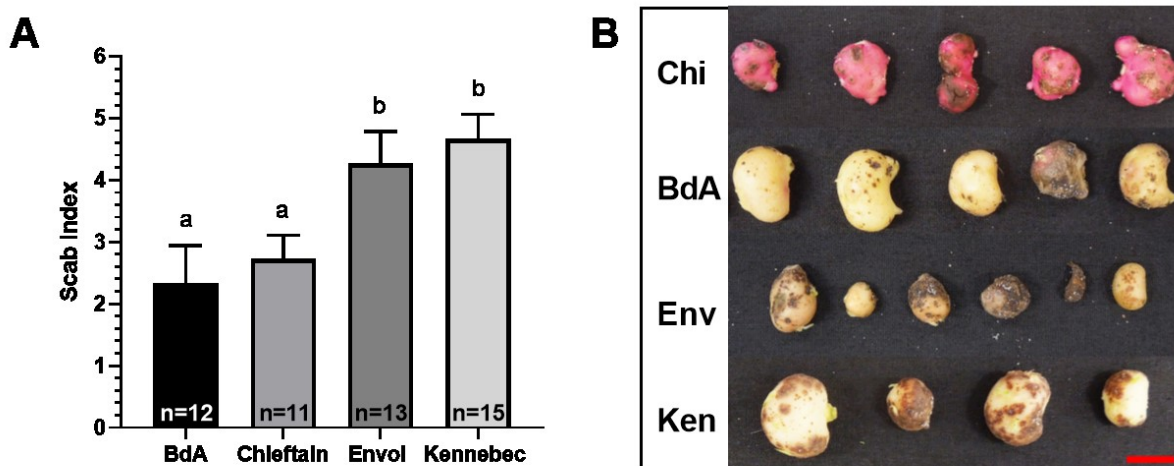 A
Scab Index
6
5
4
3
2
1
0
a
a
b
b
n=12
n=11
n=13
n=15
BdA
Chieftain
Envol
Kennebec
B
Chi
BdA
Env
Ken